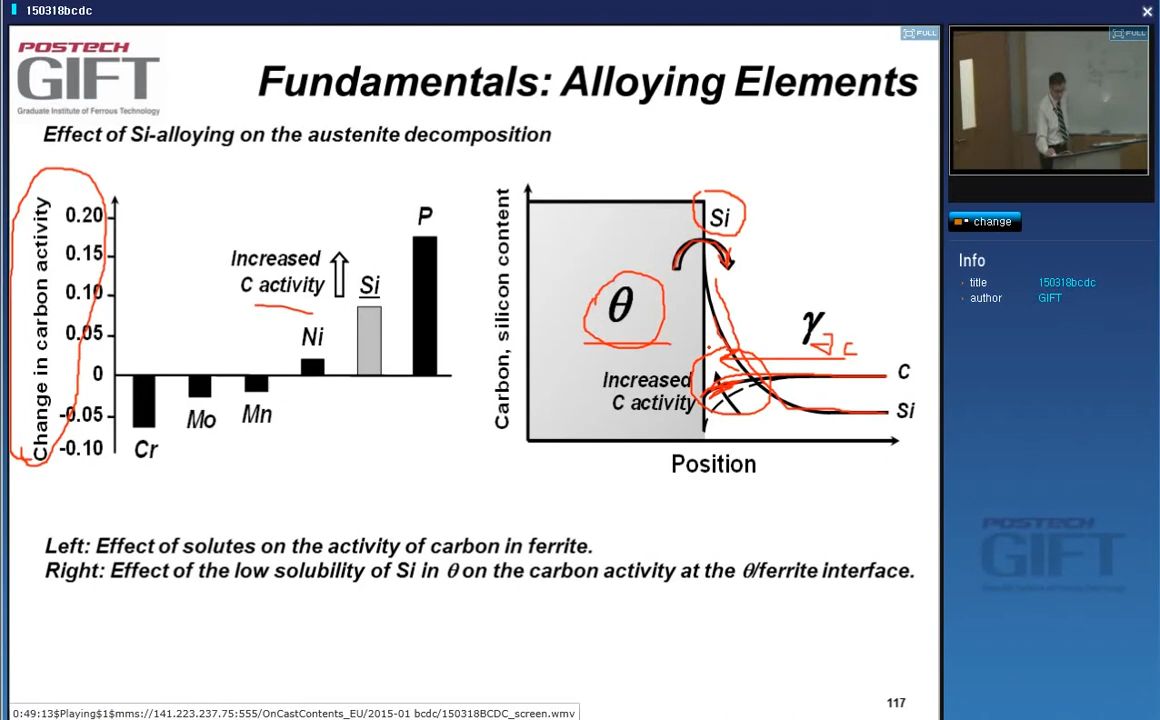 150318bcdc
POSTECH
GIFT
Graduate Institute of Ferrous Technology
Fundamentals: Alloying Elements
Effect of Si-alloying on the austenite decomposition
Change in carbon activity
0.20
0.15
0.10
0.05
0
-0.05
-0.10
Cr
Mo
Mn
Ni
Si
P
Increased
C activity
Carbon, silicon content
Si
θ
γ
C
Increased
C activity
C
Si
Position
Left: Effect of solutes on the activity of carbon in ferrite.
Right: Effect of the low solubility of Si in θ on the carbon activity at the θ/ferrite interface.
117
0:49:13$Playing$1$mms://141.223.237.75:555/OnCastContents_EU/2015-01 bcdc/150318BCDC_screen.wmv
FULL
FULL
change
Info
title 150318bcdc
author GIFT
POSTECH
GIFT